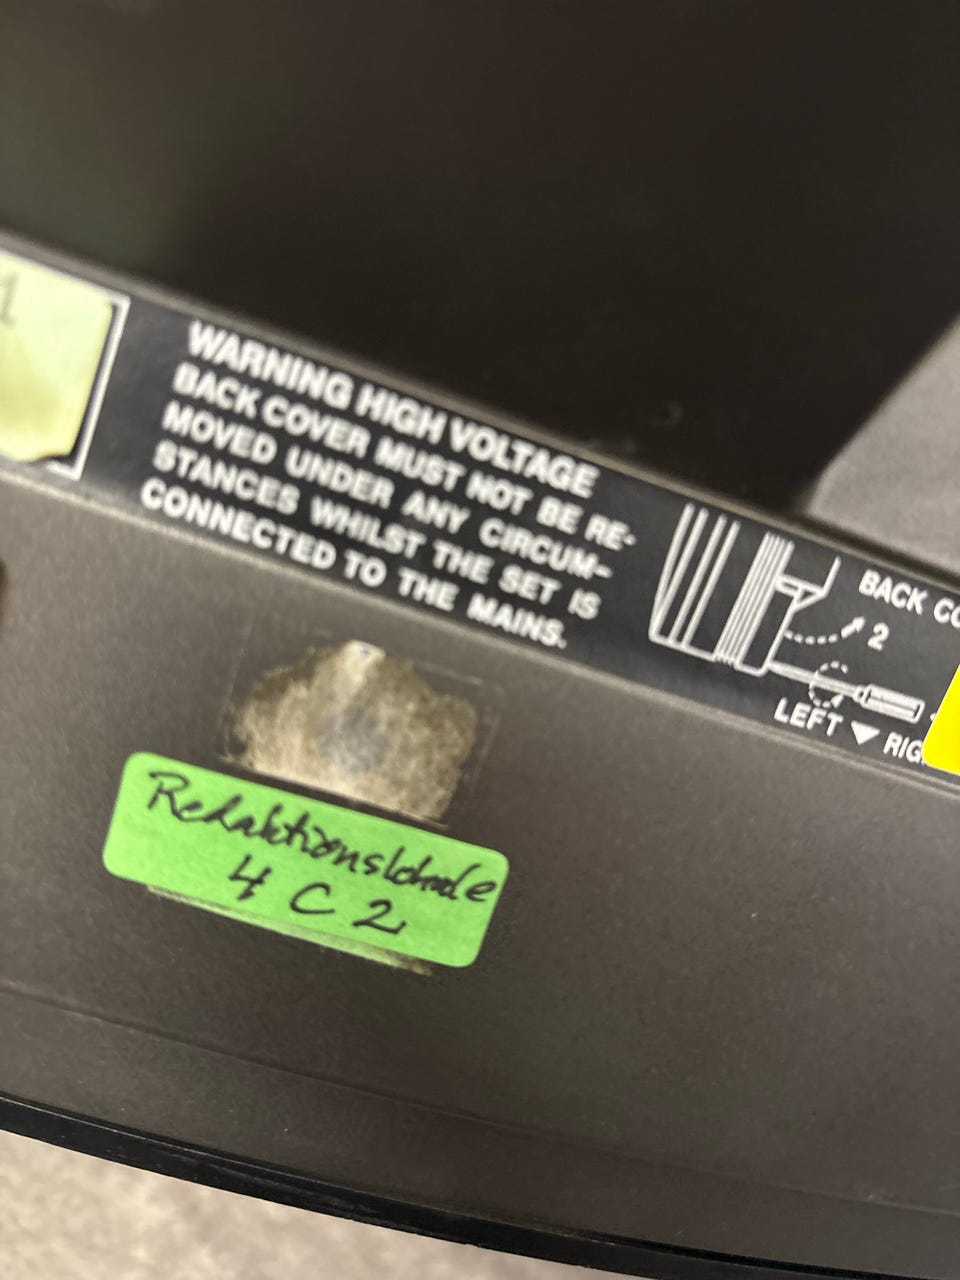 1
WARNING HIGH VOLTAGE
BACK COVER MUST NOT BE RE-
MOVED UNDER ANY CIRCUM-
STANCES WHILST THE SET IS
CONNECTED TO THE MAINS.
BACK CO
2
LEFT ▼ RIG
4 C 2